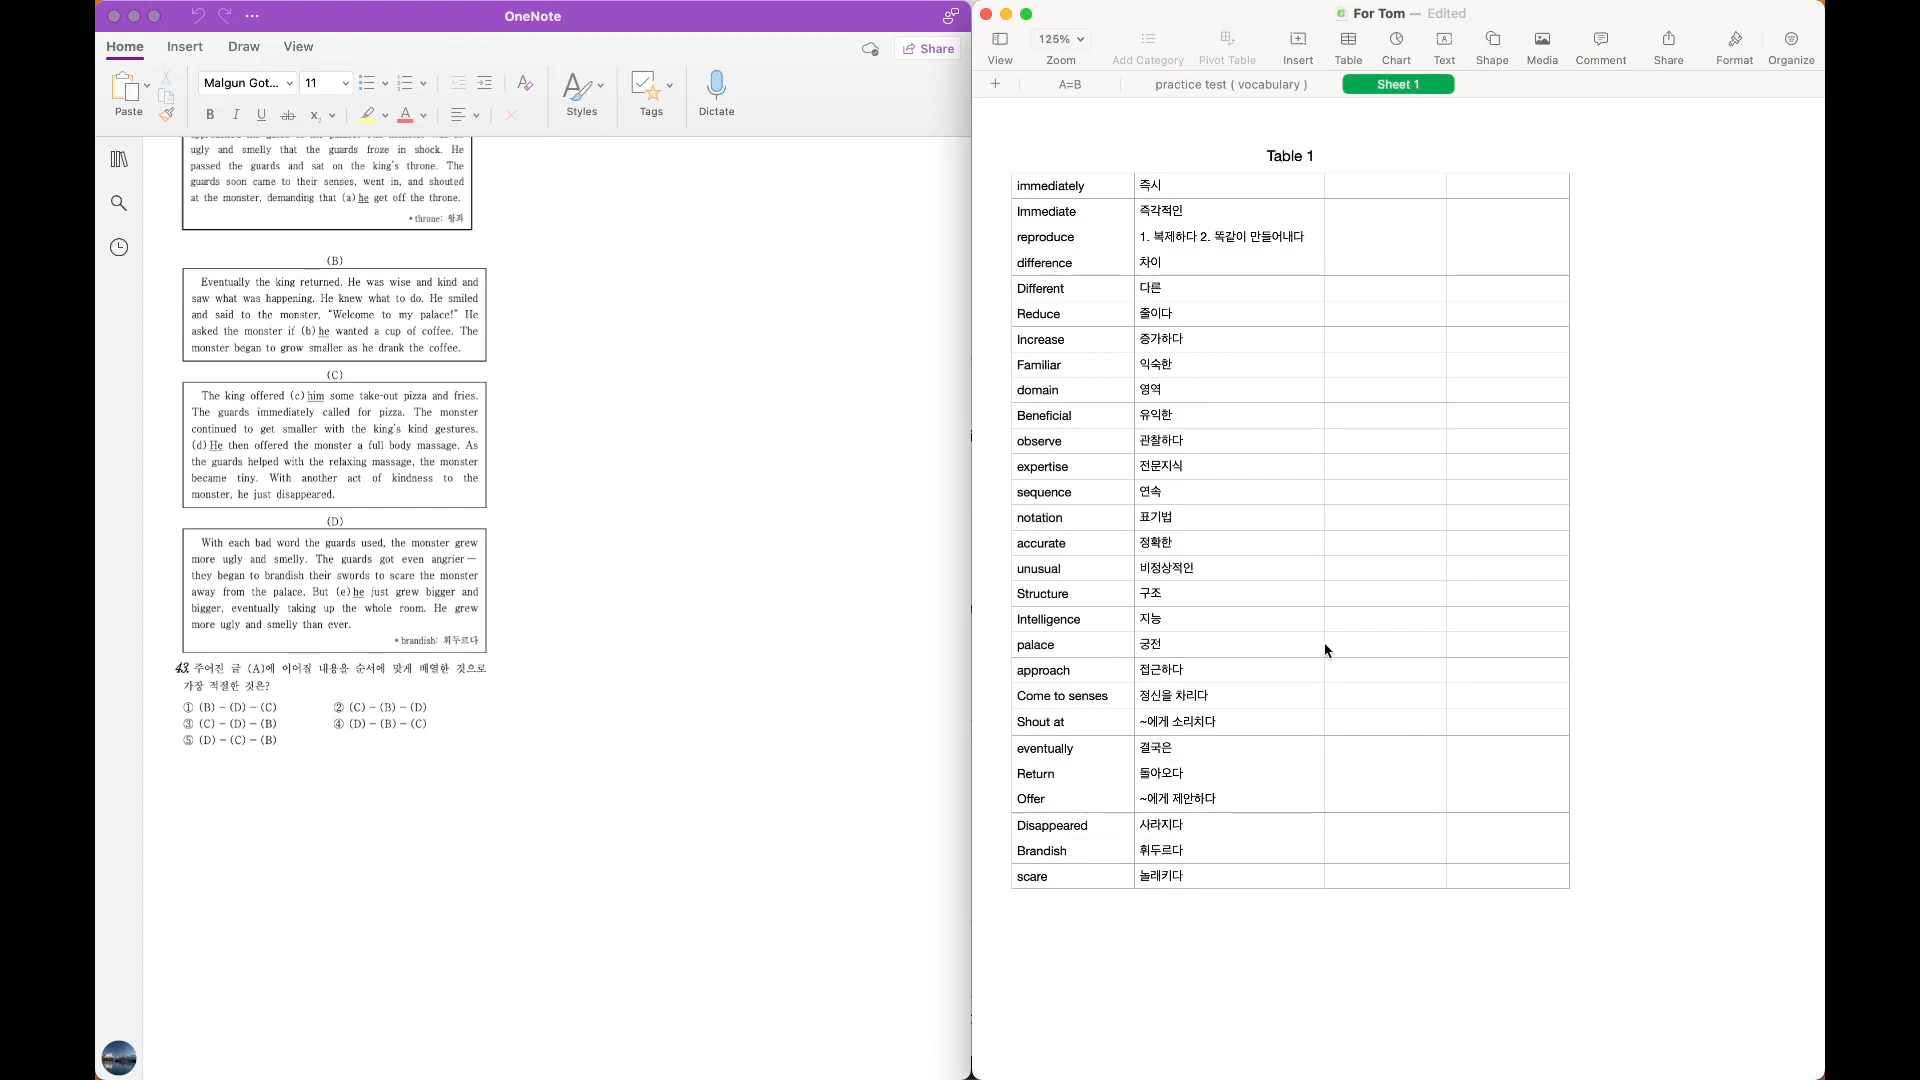 OneNote
Home Insert Draw View
Share
Malgun Got... 11
Paste
B I U ab x₂ A
Styles Tags Dictate
ugly and smelly that the guards froze in shock. He
passed the guards and sat on the king's throne. The
guards soon came to their senses, went in, and shouted
at the monster, demanding that (a) he get off the throne.
* throne: 왕좌
(B)
Eventually the king returned. He was wise and kind and
saw what was happening. He knew what to do. He smiled
and said to the monster, “Welcome to my palace!” He
asked the monster if (b) he wanted a cup of coffee. The
monster began to grow smaller as he drank the coffee.
(C)
The king offered (c) him some take-out pizza and fries.
The guards immediately called for pizza. The monster
continued to get smaller with the king's kind gestures.
(d) He then offered the monster a full body massage. As
the guards helped with the relaxing massage, the monster
became tiny. With another act of kindness to the
monster, he just disappeared.
(D)
With each bad word the guards used, the monster grew
more ugly and smelly. The guards got even angrier —
they began to brandish their swords to scare the monster
away from the palace. But (e) he just grew bigger and
bigger, eventually taking up the whole room. He grew
more ugly and smelly than ever.
* brandish: 휘두르다
43. 주어진 글 (A)에 이어질 내용을 순서에 맞게 배열한 것으로
가장 적절한 것은?
① (B) − (D) − (C) ② (C) − (B) − (D)
③ (C) − (D) − (B) ④ (D) − (B) − (C)
⑤ (D) − (C) − (B)
For Tom — Edited
125%
View Zoom Add Category Pivot Table Insert Table Chart Text Shape Media Comment Share Format Organize
A=B practice test ( vocabulary ) Sheet 1
Table 1
immediately 즉시
Immediate 즉각적인
reproduce 1. 복제하다 2. 똑같이 만들어내다
difference 차이
Different 다른
Reduce 줄이다
Increase 증가하다
Familiar 익숙한
domain 영역
Beneficial 유익한
observe 관찰하다
expertise 전문지식
sequence 연속
notation 표기법
accurate 정확한
unusual 비정상적인
Structure 구조
Intelligence 지능
palace 궁전
approach 접근하다
Come to senses 정신을 차리다
Shout at ~에게 소리치다
eventually 결국은
Return 돌아오다
Offer ~에게 제안하다
Disappeared 사라지다
Brandish 휘두르다
scare 놀래키다